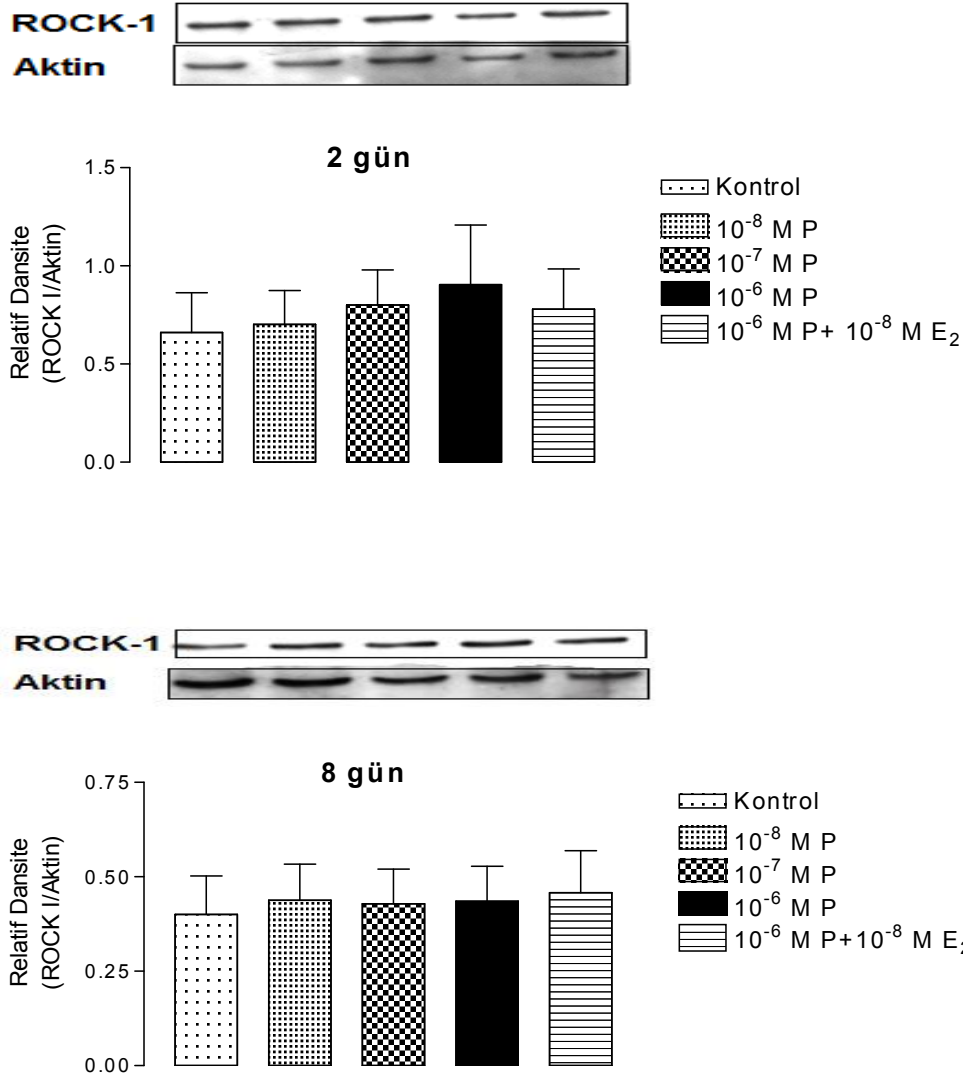 ROCK-1
Aktin
2 gün
1.5
1.0
0.5
0.0
Relatif Dansite
(ROCK I/Aktin)
Kontrol
10⁻⁸ M P
10⁻⁷ M P
10⁻⁶ M P
10⁻⁶ M P+ 10⁻⁸ M E₂
ROCK-1
Aktin
8 gün
0.75
0.50
0.25
0.00
Relatif Dansite
(ROCK I/Aktin)
Kontrol
10⁻⁸ M P
10⁻⁷ M P
10⁻⁶ M P
10⁻⁶ M P+10⁻⁸ M E₂